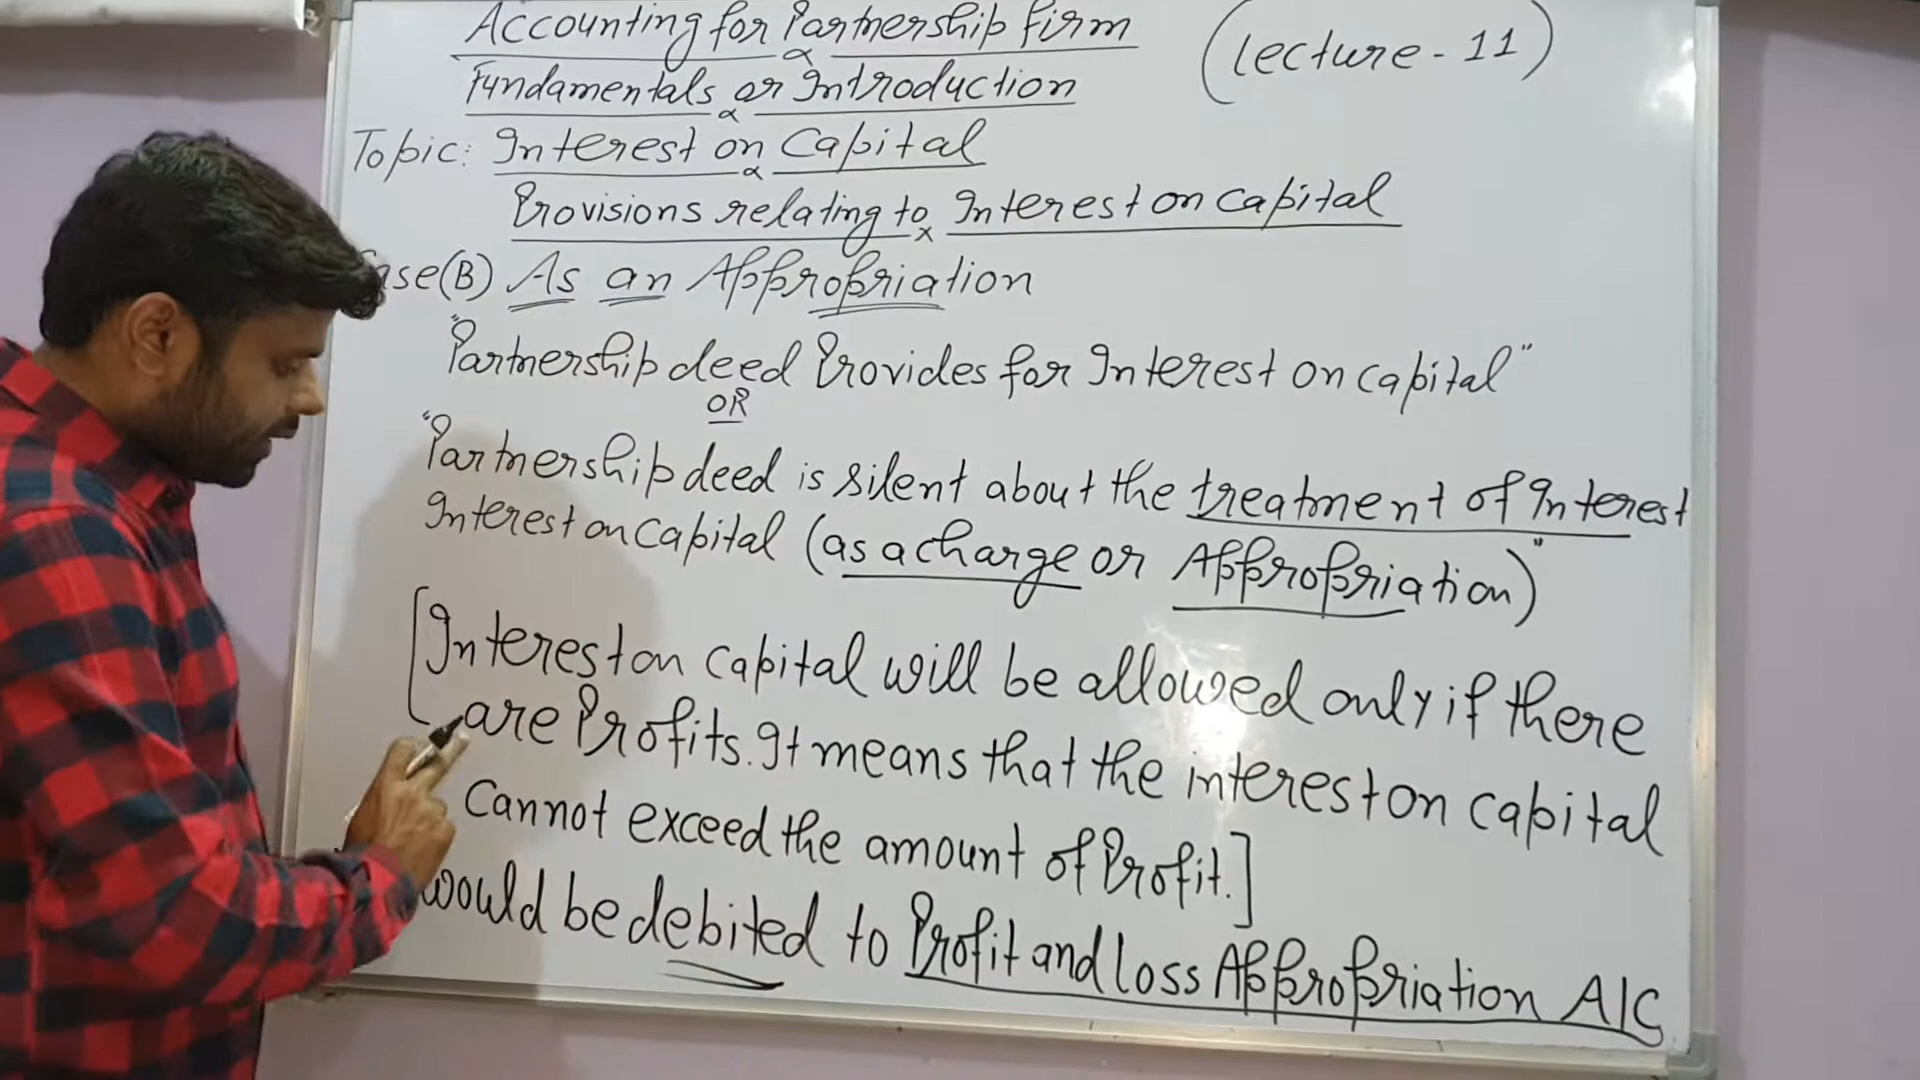 Accounting for Partnership firm
(Lecture - 11)
Fundamentals or Introduction
Topic: Interest on Capital
Provisions relating to Interest on Capital
(B) As an Appropriation
"Partnership deed Provides for Interest on capital"
OR
"Partnership deed is silent about the treatment of Interest
Interest on Capital (as a charge or Appropriation)"
[Interest on capital will be allowed only if there
are Profits. It means that the interest on capital
Cannot exceed the amount of Profit.]
would be debited to Profit and loss Appropriation A/C